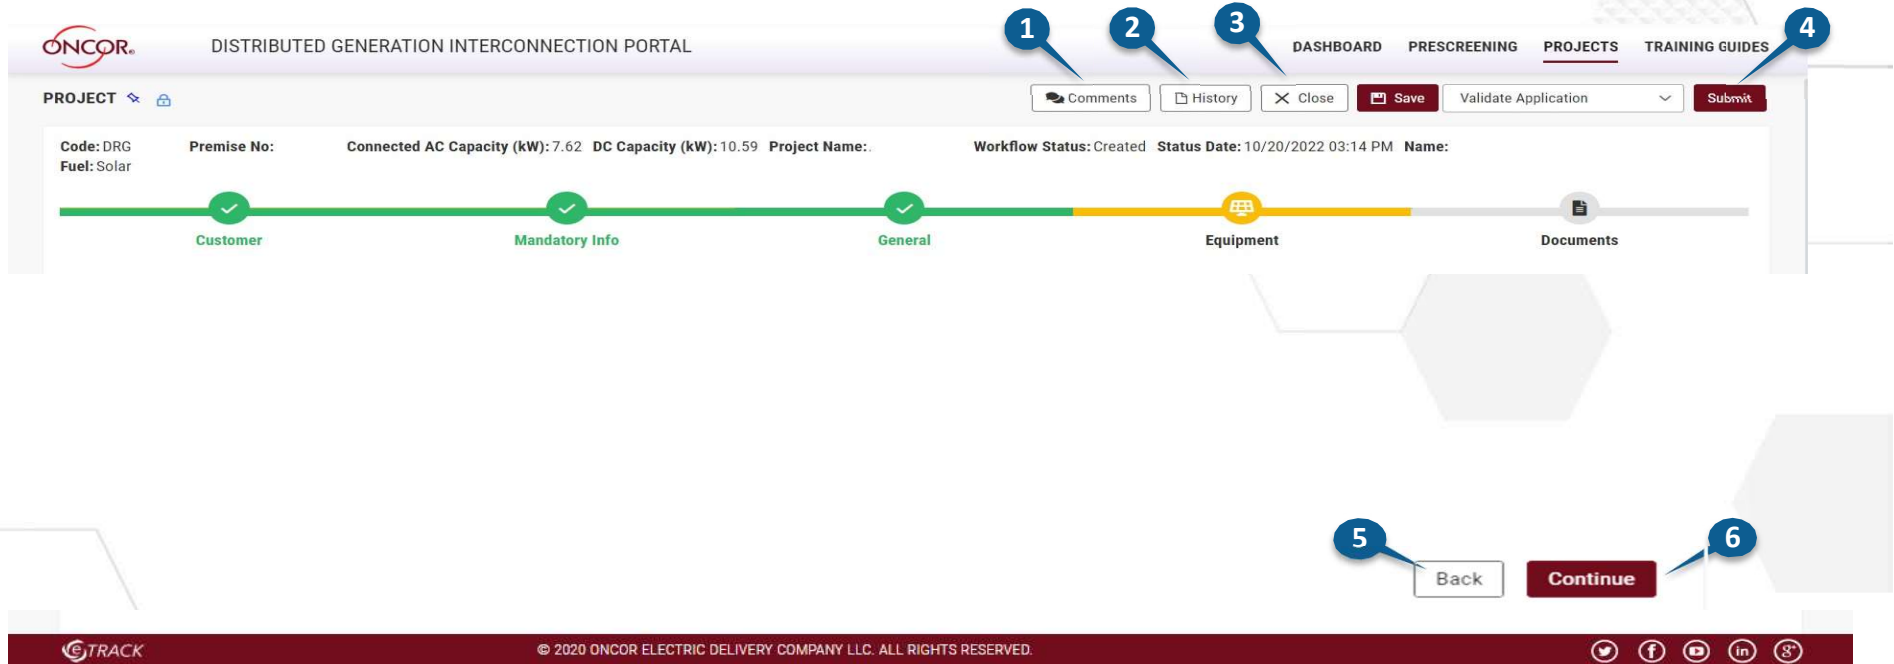 1 2 3 4
ONCOR. DISTRIBUTED GENERATION INTERCONNECTION PORTAL DASHBOARD PRESCREENING PROJECTS TRAINING GUIDES
PROJECT Comments History Close Save Validate Application Submit
Code: DRG Premise No: Connected AC Capacity (kW): 7.62 DC Capacity (kW): 10.59 Project Name: Workflow Status: Created Status Date: 10/20/2022 03:14 PM Name:
Fuel: Solar
Customer Mandatory Info General Equipment Documents
5 6
Back Continue
eTRACK © 2020 ONCOR ELECTRIC DELIVERY COMPANY LLC. ALL RIGHTS RESERVED.